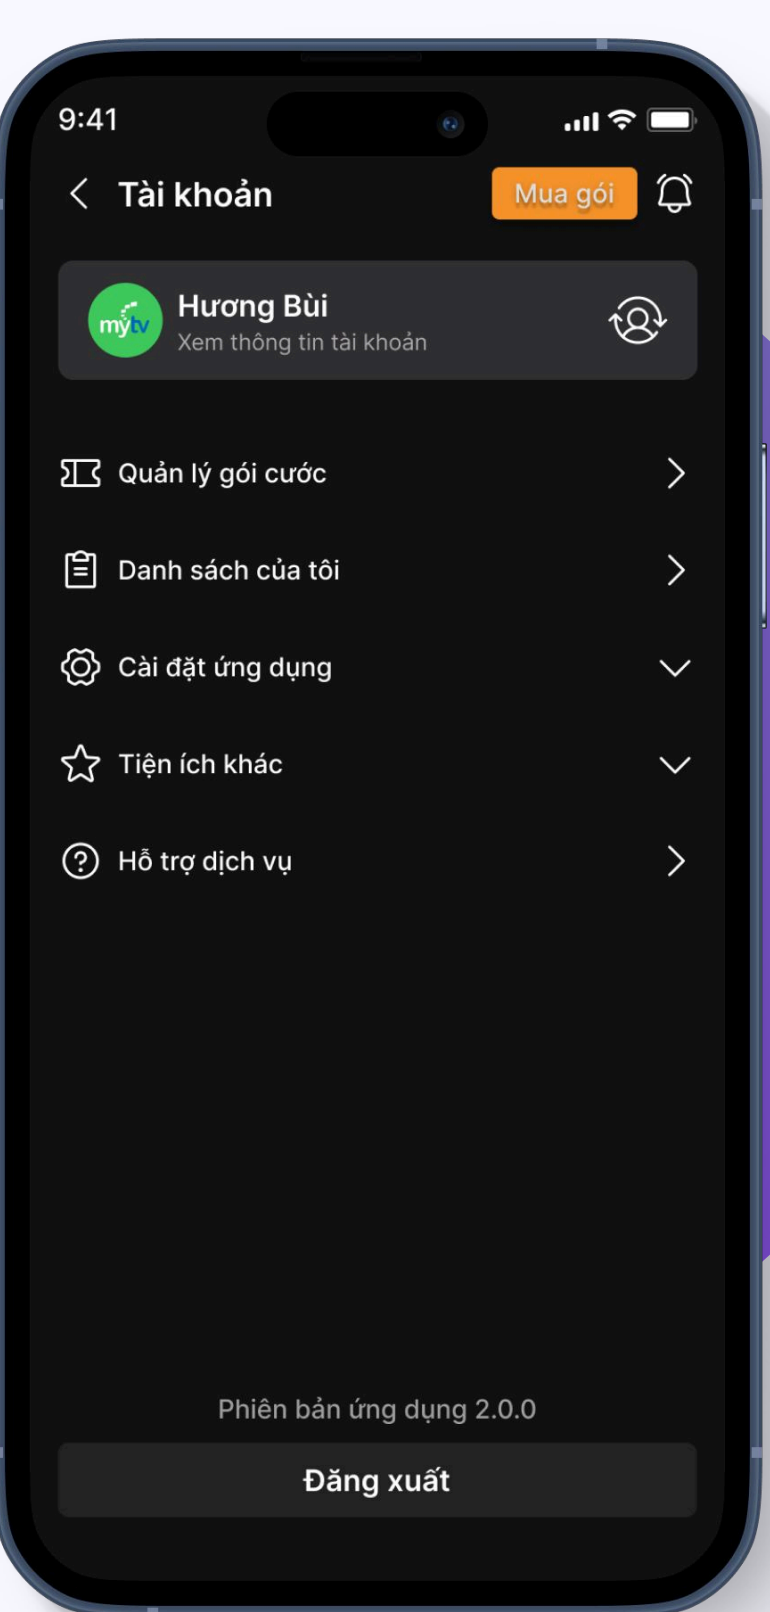 9:41
Tài khoản
Mua gói
mytv
Hương Bùi
Xem thông tin tài khoản
Quản lý gói cước
Danh sách của tôi
Cài đặt ứng dụng
Tiện ích khác
Hỗ trợ dịch vụ
Phiên bản ứng dụng 2.0.0
Đăng xuất